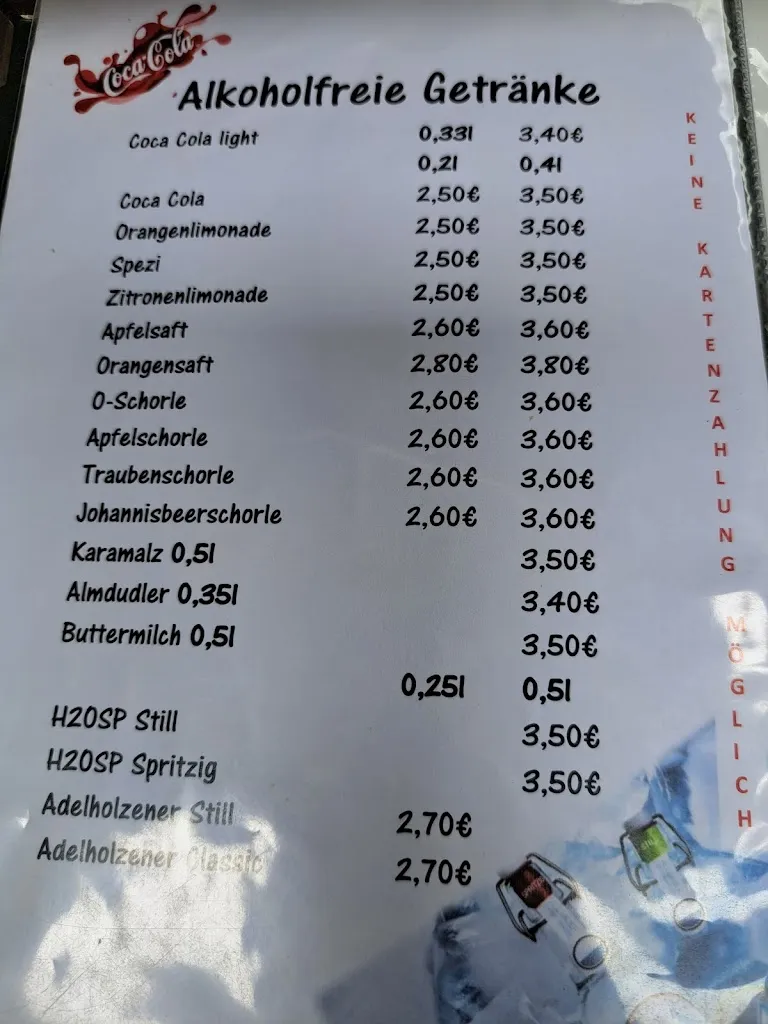 Coca-Cola
Alkoholfreie Getränke
Coca Cola light 0,33l 3,40€
0,2l 0,4l
Coca Cola 2,50€ 3,50€
Orangenlimonade 2,50€ 3,50€
Spezi 2,50€ 3,50€
Zitronenlimonade 2,50€ 3,50€
Apfelsaft 2,60€ 3,60€
Orangensaft 2,80€ 3,80€
O-Schorle 2,60€ 3,60€
Apfelschorle 2,60€ 3,60€
Traubenschorle 2,60€ 3,60€
Johannisbeerschorle 2,60€ 3,60€
Karamalz 0,5l 3,50€
Almdudler 0,35l 3,40€
Buttermilch 0,5l 3,50€
0,25l 0,5l
H2OSP Still 3,50€
H2OSP Spritzig 3,50€
Adelholzener Still 2,70€
Adelholzener Classic 2,70€
KEINE KARTENZAHLUNG MÖGLICH